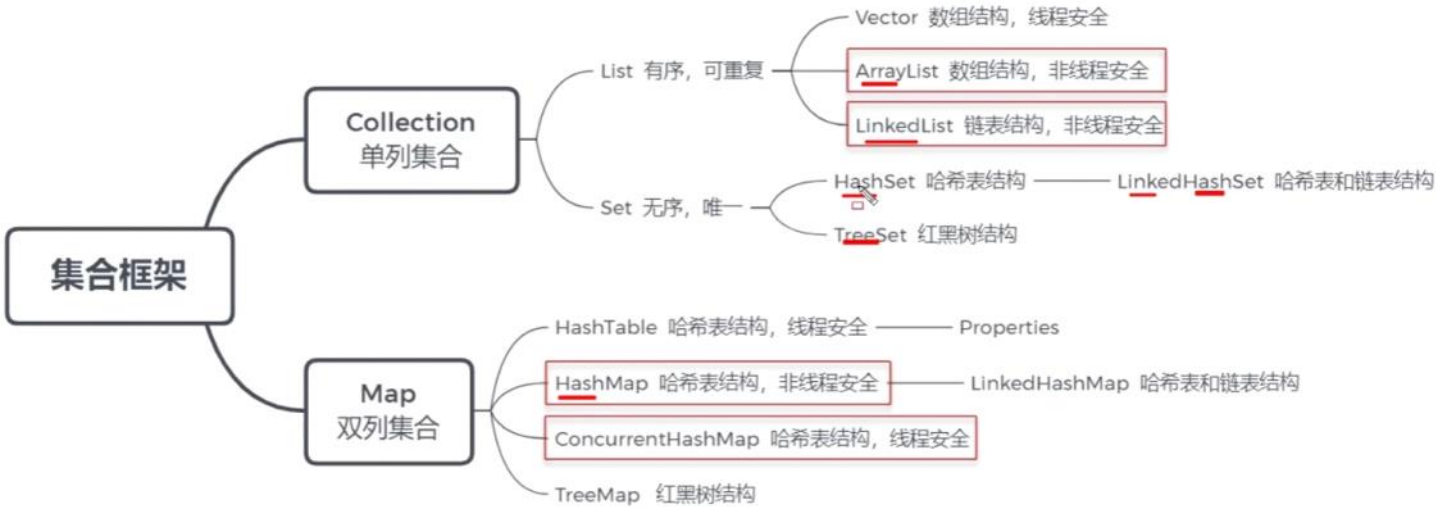 集合框架
Collection
单列集合
List 有序，可重复
Vector 数组结构，线程安全
ArrayList 数组结构，非线程安全
LinkedList 链表结构，非线程安全
Set 无序，唯一
HashSet 哈希表结构
LinkedHashSet 哈希表和链表结构
TreeSet 红黑树结构
Map
双列集合
HashTable 哈希表结构，线程安全
Properties
HashMap 哈希表结构，非线程安全
LinkedHashMap 哈希表和链表结构
ConcurrentHashMap 哈希表结构，线程安全
TreeMap 红黑树结构